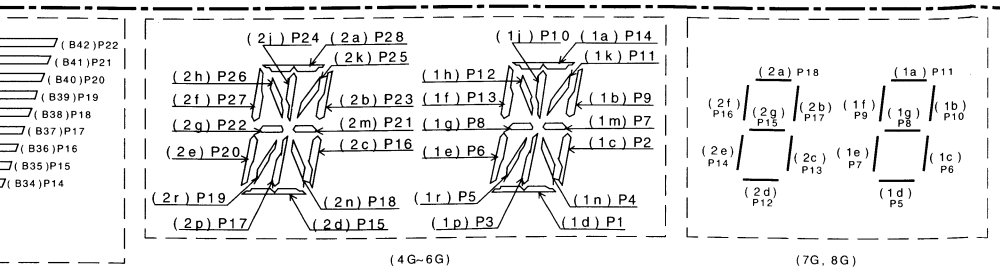 (B42)P22
(B41)P21
(B40)P20
(B39)P19
(B38)P18
(B37)P17
(B36)P16
(B35)P15
(B34)P14
(2j) P24 (2a) P28
(2k) P25
(2h) P26
(2f) P27 (2b) P23
(2g) P22 (2m) P21
(2e) P20 (2c) P16
(2r) P19 (2n) P18
(2p) P17 (2d) P15
(1j) P10 (1a) P14
(1k) P11
(1h) P12
(1f) P13 (1b) P9
(1g) P8 (1m) P7
(1e) P6 (1c) P2
(1r) P5 (1n) P4
(1p) P3 (1d) P1
(4G~6G)
(2a) P18
(2f) P16 (2g) P15 (2b) P17
(2e) P14 (2c) P13
(2d) P12
(1a) P11
(1f) P9 (1g) P8 (1b) P10
(1e) P7 (1c) P6
(1d) P5
(7G, 8G)